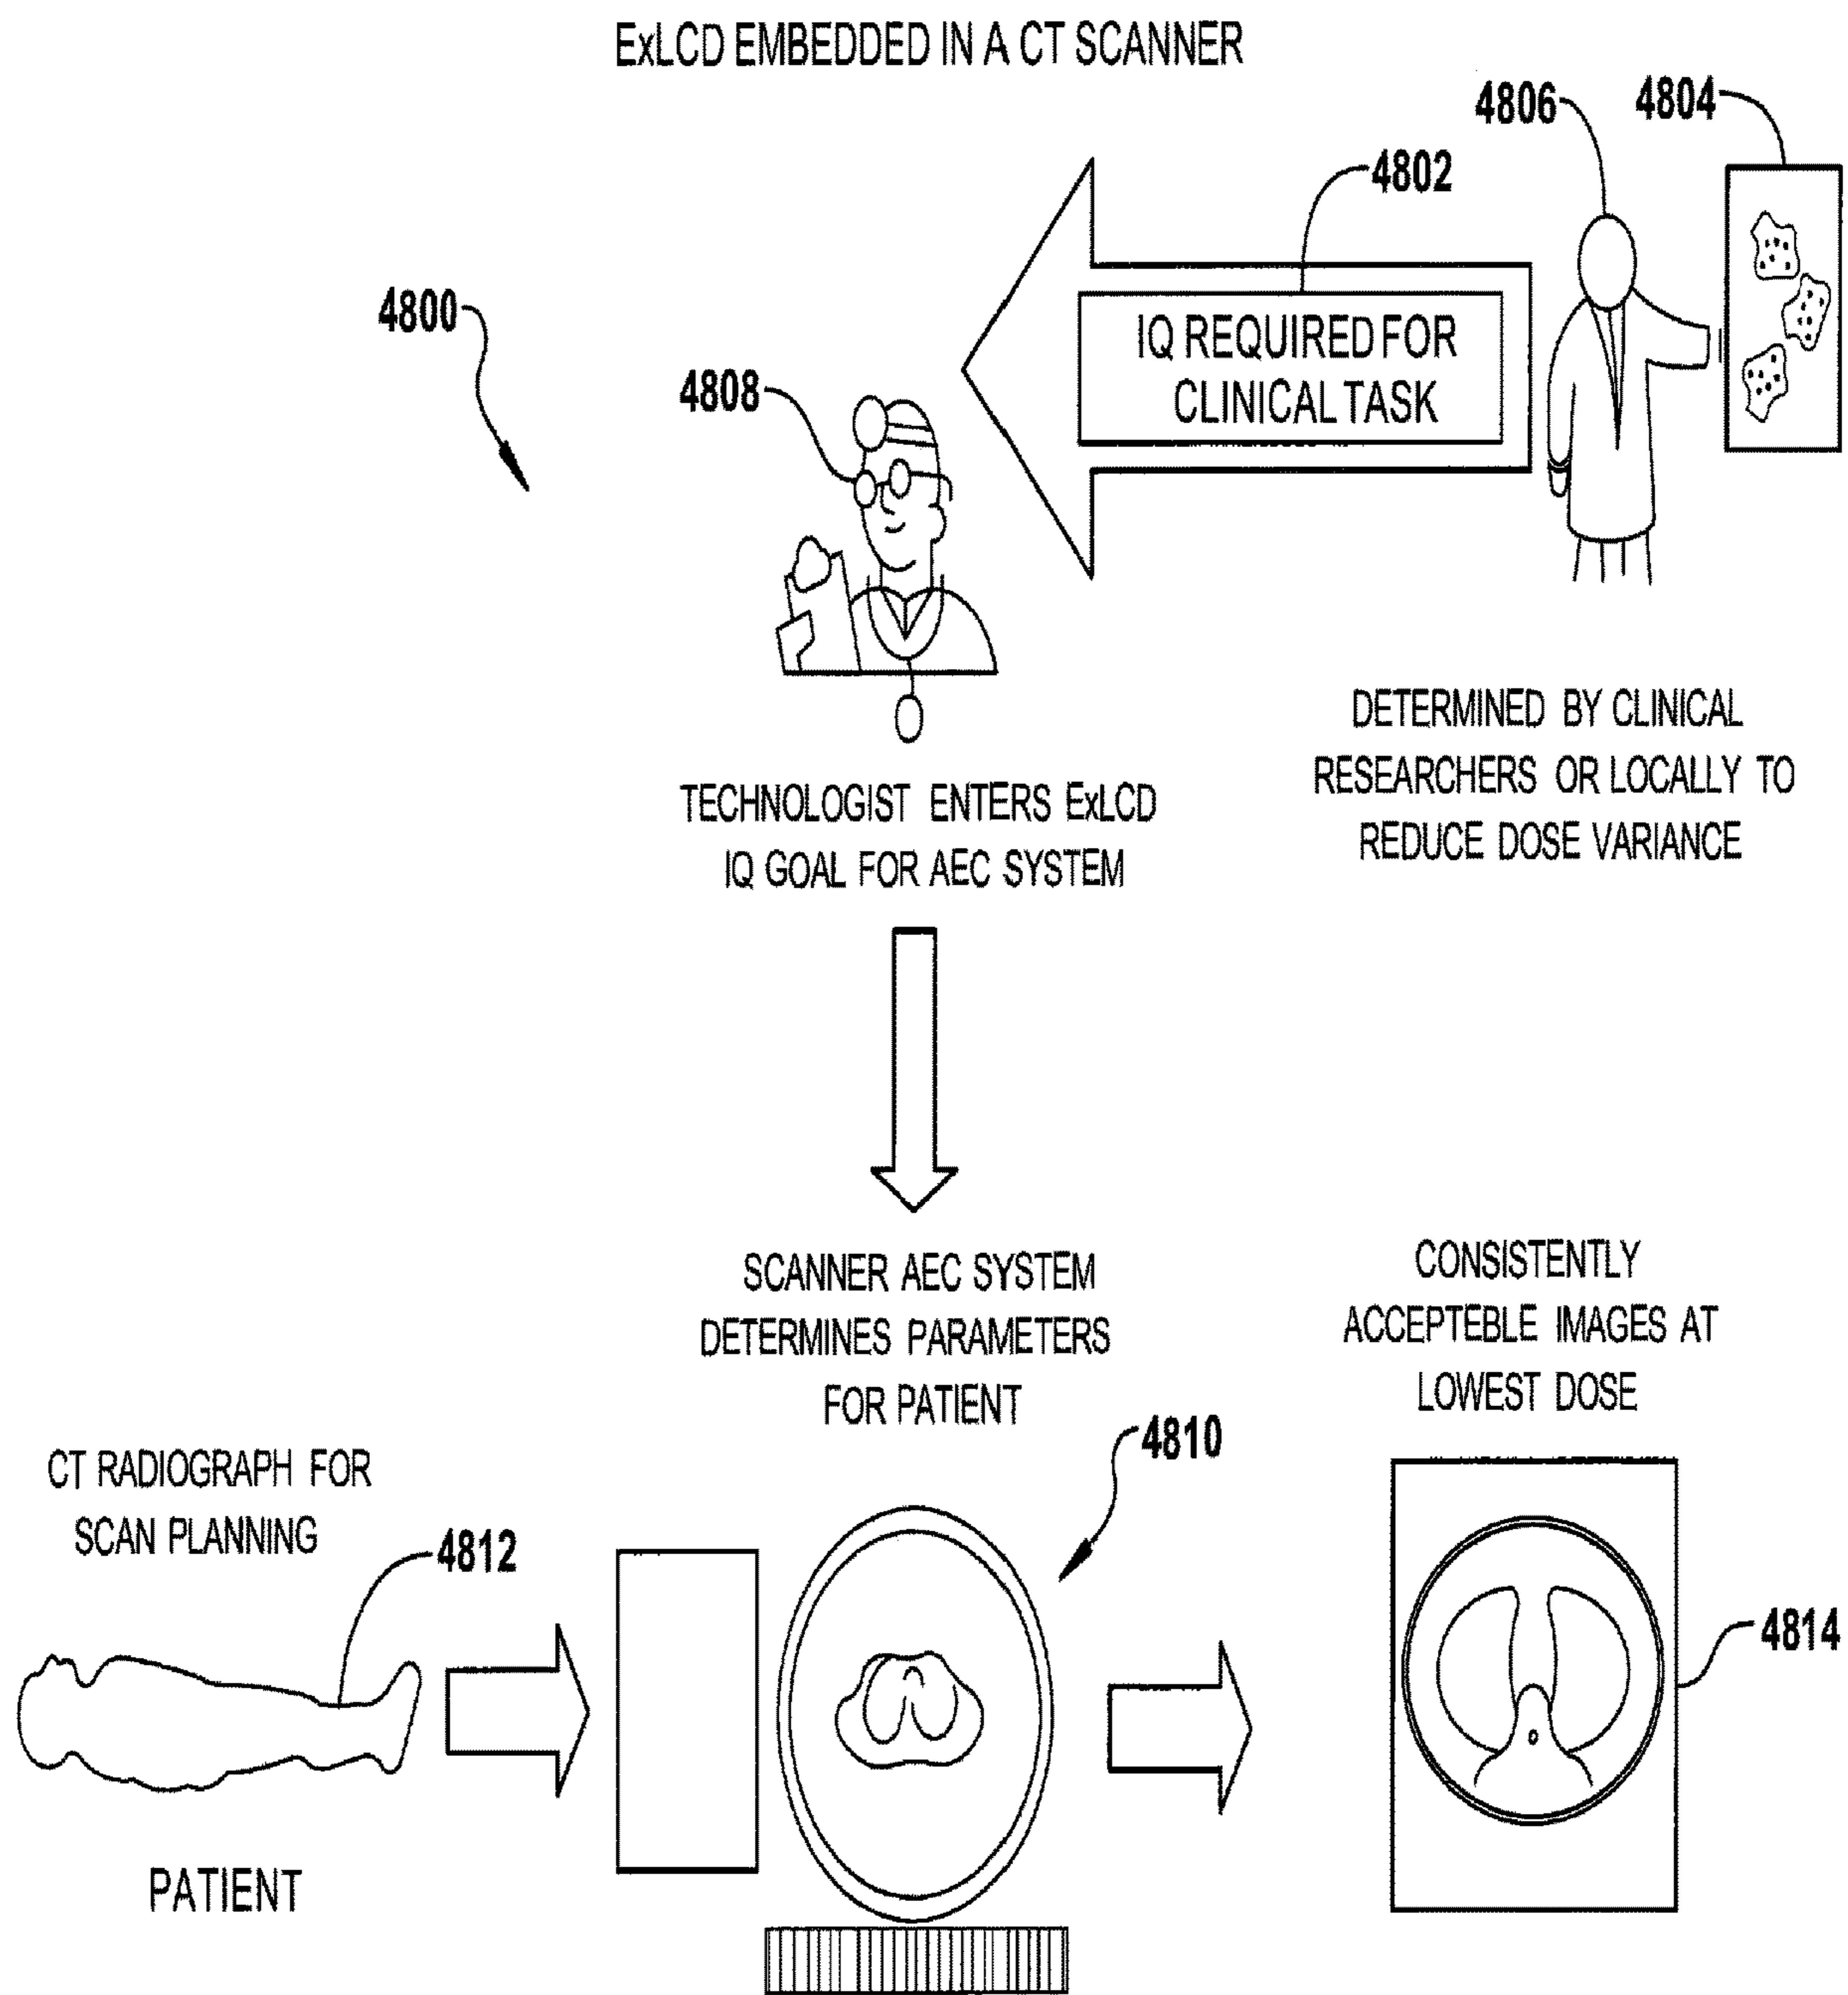 ExLCD EMBEDDED IN A CT SCANNER
4806
4804
4802
4800
IQ REQUIRED FOR
CLINICAL TASK
4808
DETERMINED BY CLINICAL
RESEARCHERS OR LOCALLY TO
REDUCE DOSE VARIANCE
TECHNOLOGIST ENTERS ExLCD
IQ GOAL FOR AEC SYSTEM
SCANNER AEC SYSTEM
DETERMINES PARAMETERS
FOR PATIENT
CONSISTENTLY
ACCEPTEBLE IMAGES AT
LOWEST DOSE
4810
CT RADIOGRAPH FOR
SCAN PLANNING
4812
4814
PATIENT